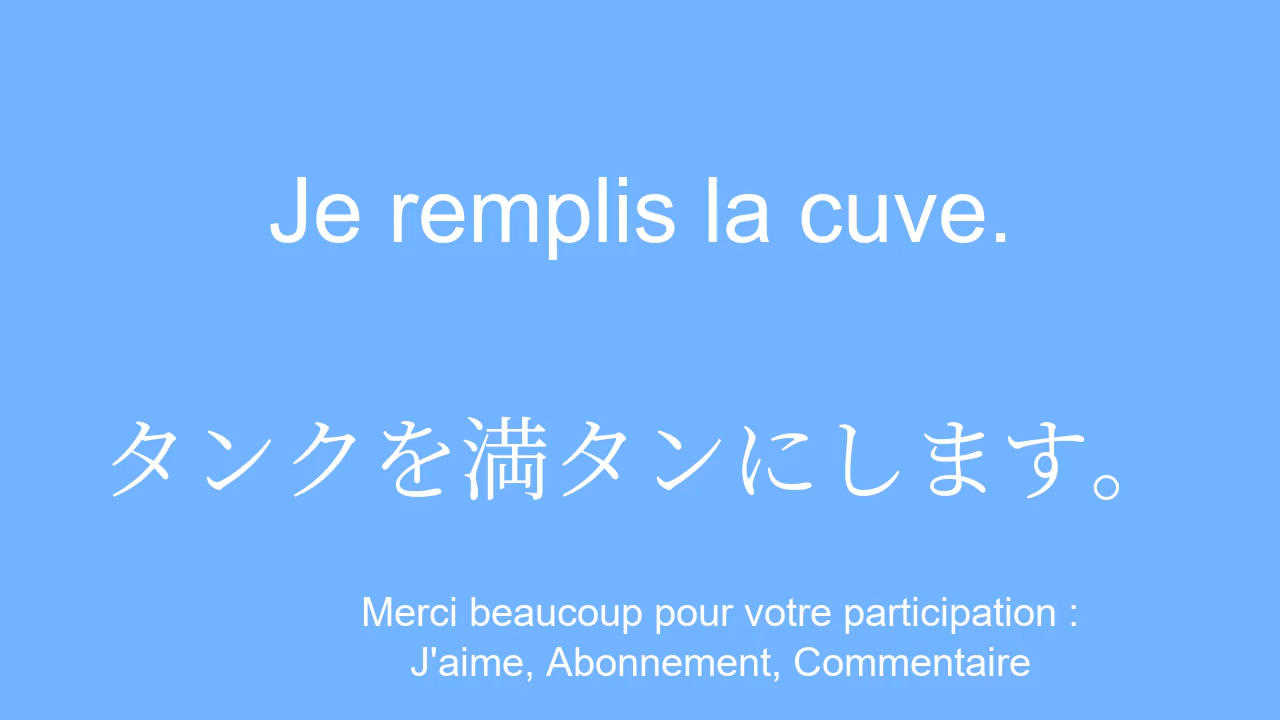 Je remplis la cuve.
タンクを満タンにします。
Merci beaucoup pour votre participation :
J'aime, Abonnement, Commentaire